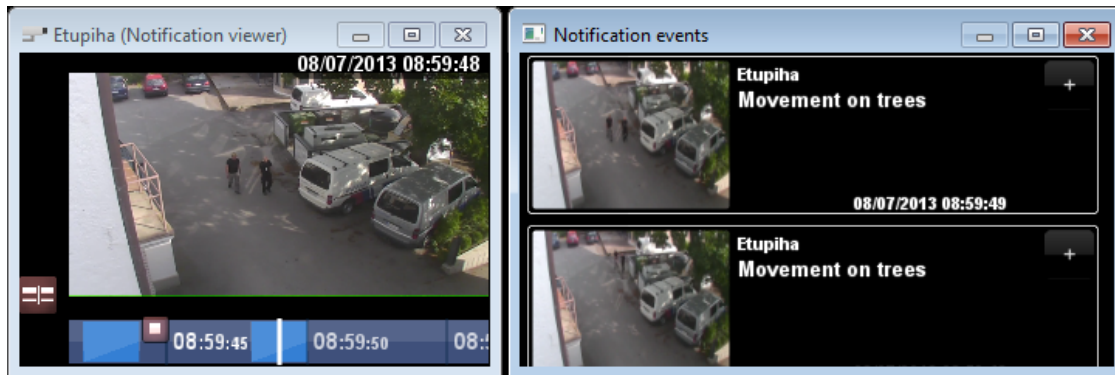 Etupiha (Notification viewer)
08/07/2013 08:59:48
08:59:45
08:59:50
Notification events
Etupiha
Movement on trees
+
08/07/2013 08:59:49
Etupiha
Movement on trees
+